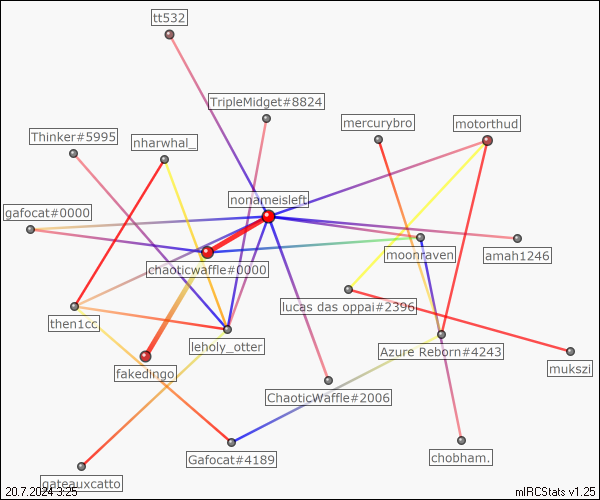 tt532
TripleMidget#8824
mercurybro
motorthud
Thinker#5995
nharwhal_
nonameisleft
gafocat#0000
moonraven
amah1246
chaoticwaffle#0000
lucas das oppai#2396
then1cc
leholy_otter
Azure Reborn#4243
fakedingo
mukszi
ChaoticWaffle#2006
Gafocat#4189
chobham.
gateauxcatto
20.7.2024 3:25
mIRCStats v1.25